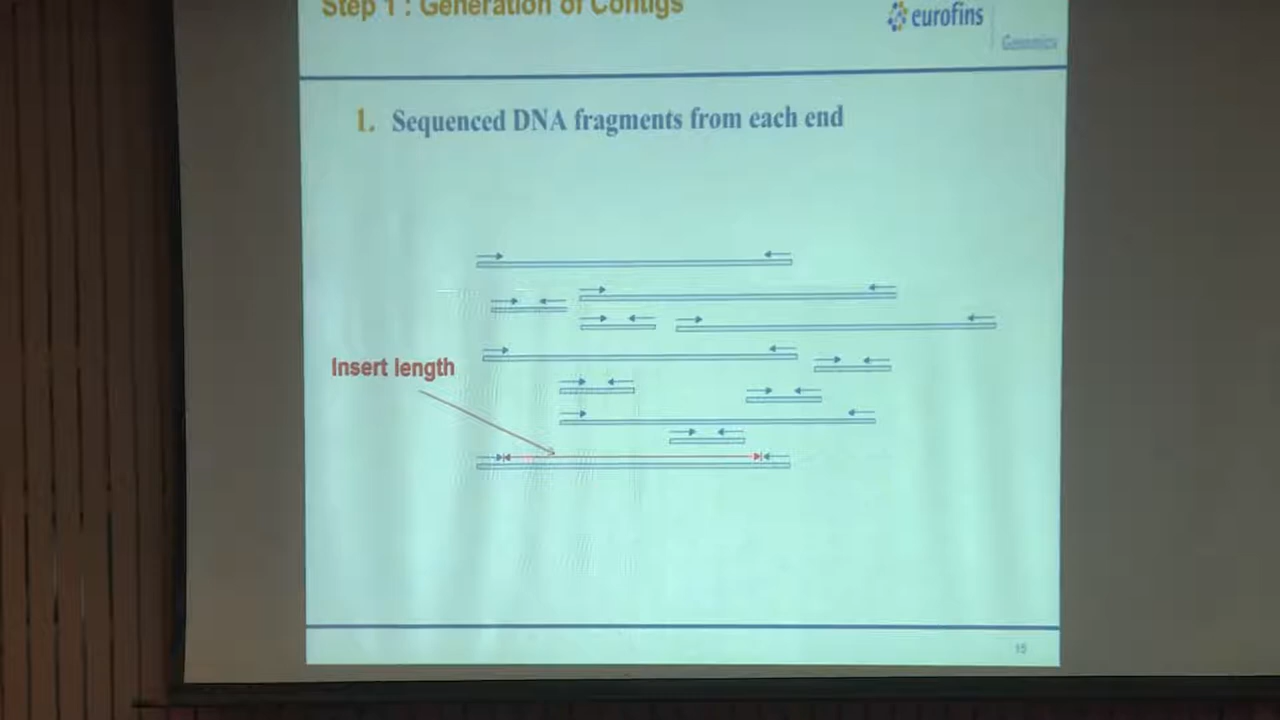 Step 1 : Generation of Contigs
eurofins
Genomics
1. Sequenced DNA fragments from each end
Insert length
15